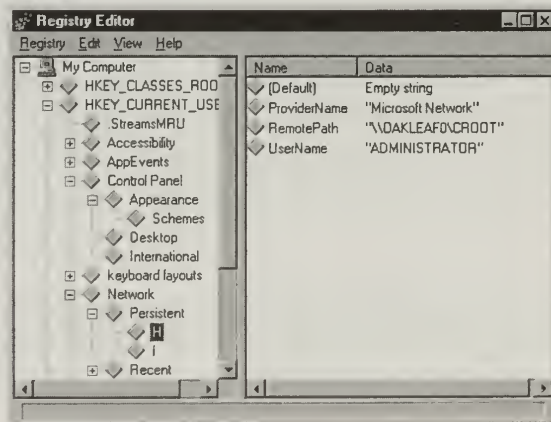 Registry Editor
Registry Edit View Help
My Computer
HKEY_CLASSES_ROO
HKEY_CURRENT_USE
.StreamsMRU
Accessibility
AppEvents
Control Panel
Appearance
Schemes
Desktop
International
keyboard layouts
Network
Persistent
H
I
Recent
Name Data
(Default) Empty string
ProviderName "Microsoft Network"
RemotePath "\\OAKLEAF0\CROOT"
UserName "ADMINISTRATOR"